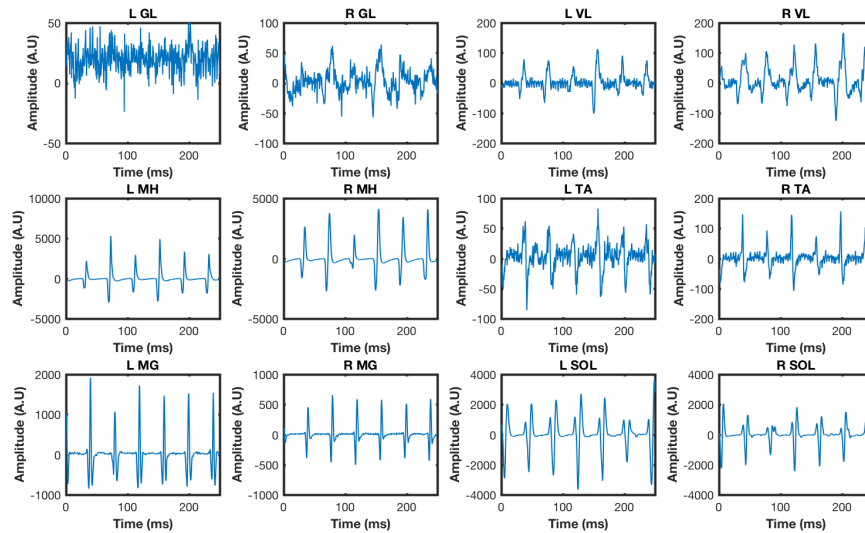 L GL
R GL
L VL
R VL
Amplitude (A.U)
50
0
-50
0
100
200
Time (ms)
Amplitude (A.U)
100
50
0
-50
-100
0
100
200
Time (ms)
Amplitude (A.U)
200
100
0
-100
-200
0
100
200
Time (ms)
Amplitude (A.U)
200
100
0
-100
-200
0
100
200
Time (ms)
L MH
R MH
L TA
R TA
Amplitude (A.U)
10000
5000
0
-5000
0
100
200
Time (ms)
Amplitude (A.U)
5000
0
-5000
0
100
200
Time (ms)
Amplitude (A.U)
100
50
0
-50
-100
0
100
200
Time (ms)
Amplitude (A.U)
200
100
0
-100
-200
0
100
200
Time (ms)
L MG
R MG
L SOL
R SOL
Amplitude (A.U)
2000
1000
0
-1000
0
100
200
Time (ms)
Amplitude (A.U)
1000
500
0
-500
-1000
0
100
200
Time (ms)
Amplitude (A.U)
4000
2000
0
-2000
-4000
0
100
200
Time (ms)
Amplitude (A.U)
4000
2000
0
-2000
-4000
0
100
200
Time (ms)